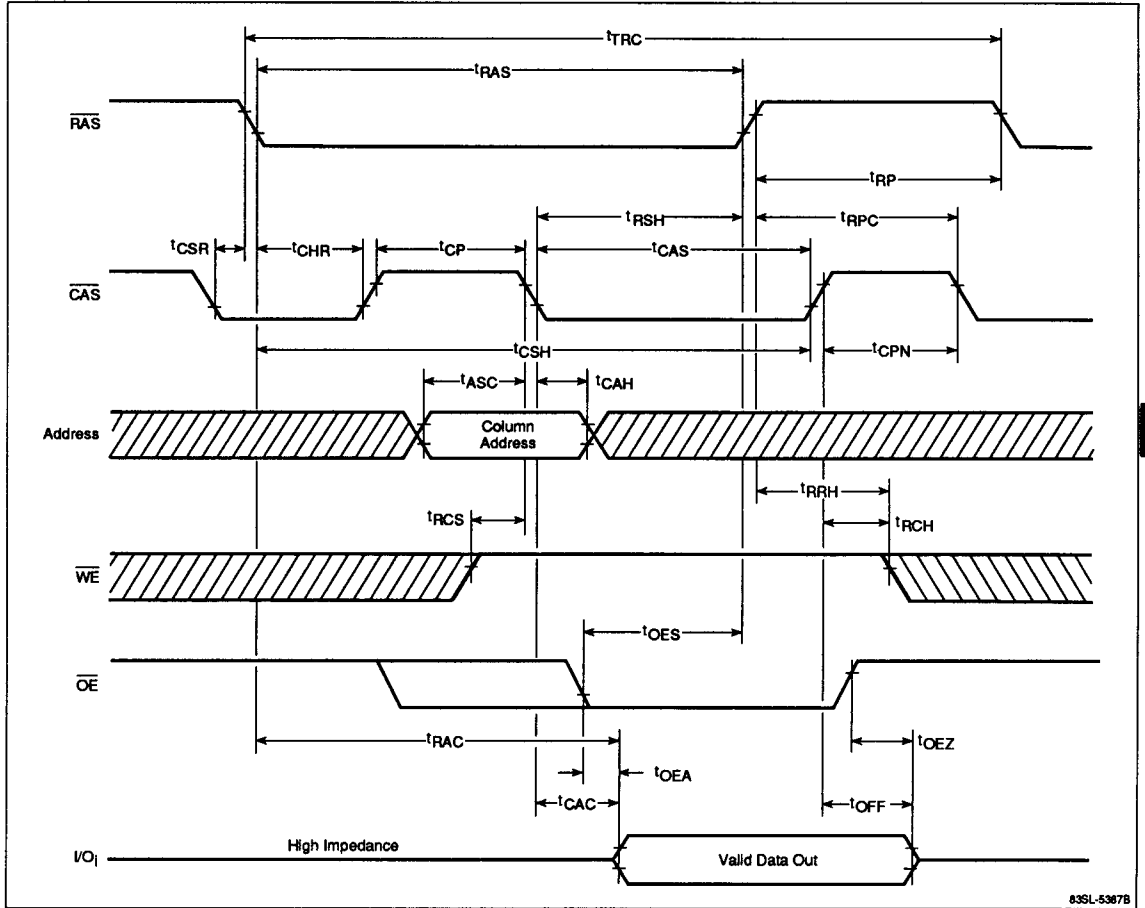 tTRC
tRAS
RAS
tRP
tRSH
tRPC
tCSR
tCHR
tCP
tCAS
CAS
tCSH
tCPN
tASC
tCAH
Address
Column
Address
tRRH
tRCS
tRCH
WE
tOES
OE
tRAC
tOEZ
tOEA
tCAC
tOFF
High Impedance
I/Oi
Valid Data Out
83SL-5387B